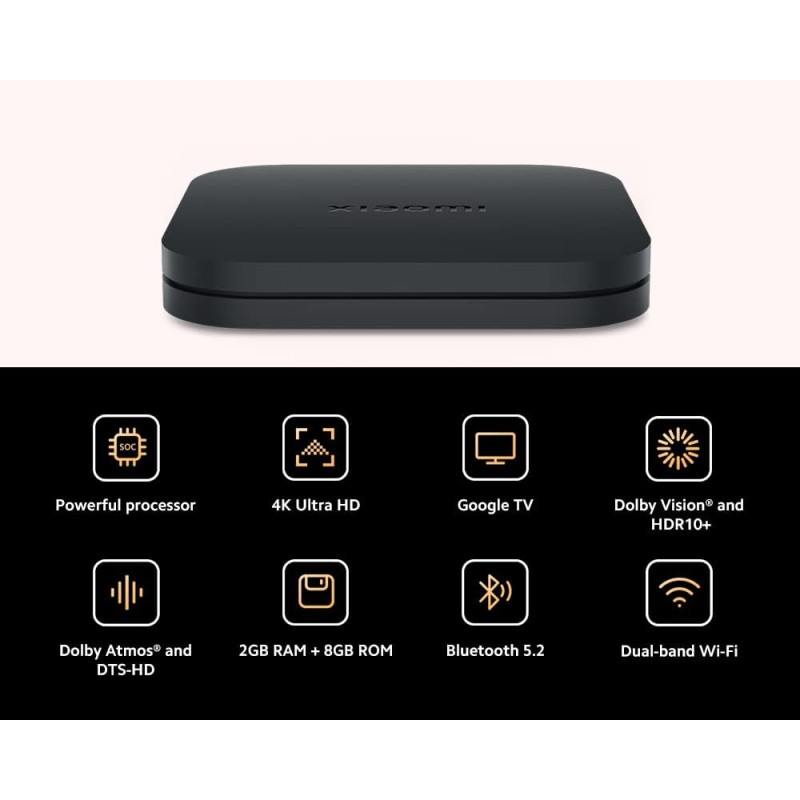 xiaomi
SOC
Powerful processor
4K Ultra HD
Google TV
Dolby Vision® and
HDR10+
Dolby Atmos® and
DTS-HD
2GB RAM + 8GB ROM
Bluetooth 5.2
Dual-band Wi-Fi